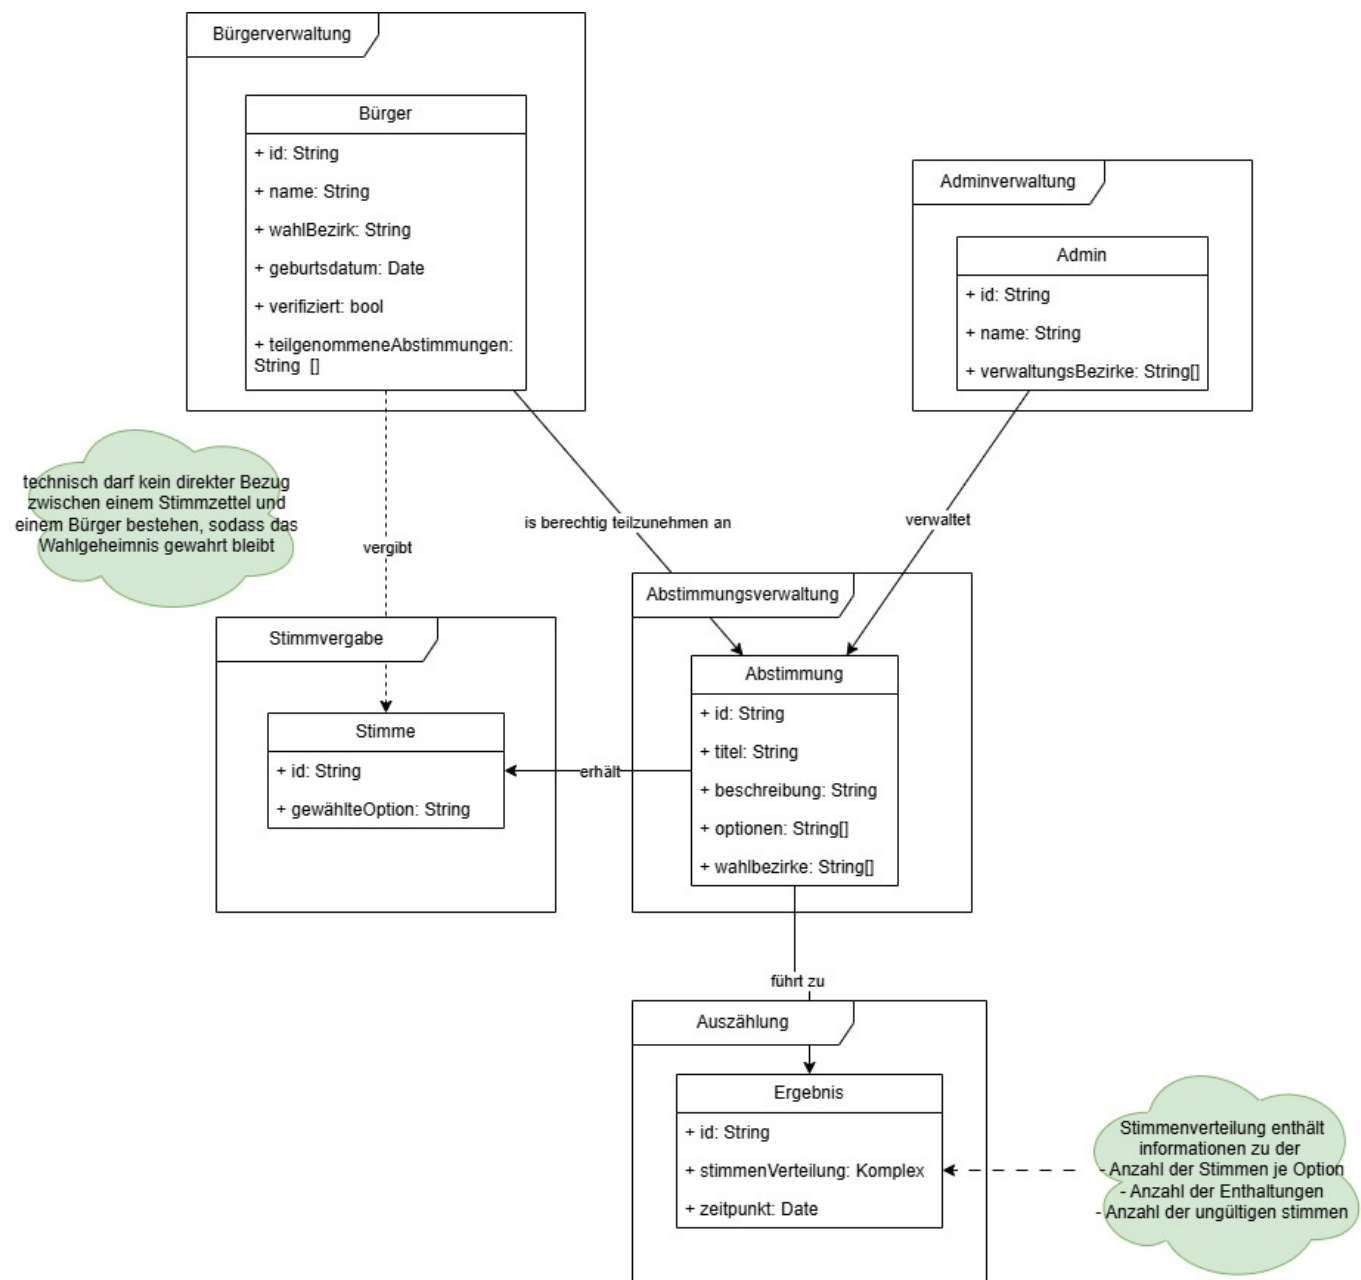 Bürgerverwaltung
Bürger
+ id: String
+ name: String
+ wahlBezirk: String
+ geburtsdatum: Date
+ verifiziert: bool
+ teilgenommeneAbstimmungen:
String []
Adminverwaltung
Admin
+ id: String
+ name: String
+ verwaltungsBezirke: String[]
technisch darf kein direkter Bezug
zwischen einem Stimmzettel und
einem Bürger bestehen, sodass das
Wahlgeheimnis gewahrt bleibt
vergibt
is berechtig teilzunehmen an
verwaltet
Stimmvergabe
Stimme
+ id: String
+ gewählteOption: String
erhält
Abstimmungsverwaltung
Abstimmung
+ id: String
+ titel: String
+ beschreibung: String
+ optionen: String[]
+ wahlbezirke: String[]
führt zu
Auszählung
Ergebnis
+ id: String
+ stimmenVerteilung: Komplex
+ zeitpunkt: Date
Stimmenverteilung enthält
informationen zu der
- Anzahl der Stimmen je Option
- Anzahl der Enthaltungen
- Anzahl der ungültigen stimmen